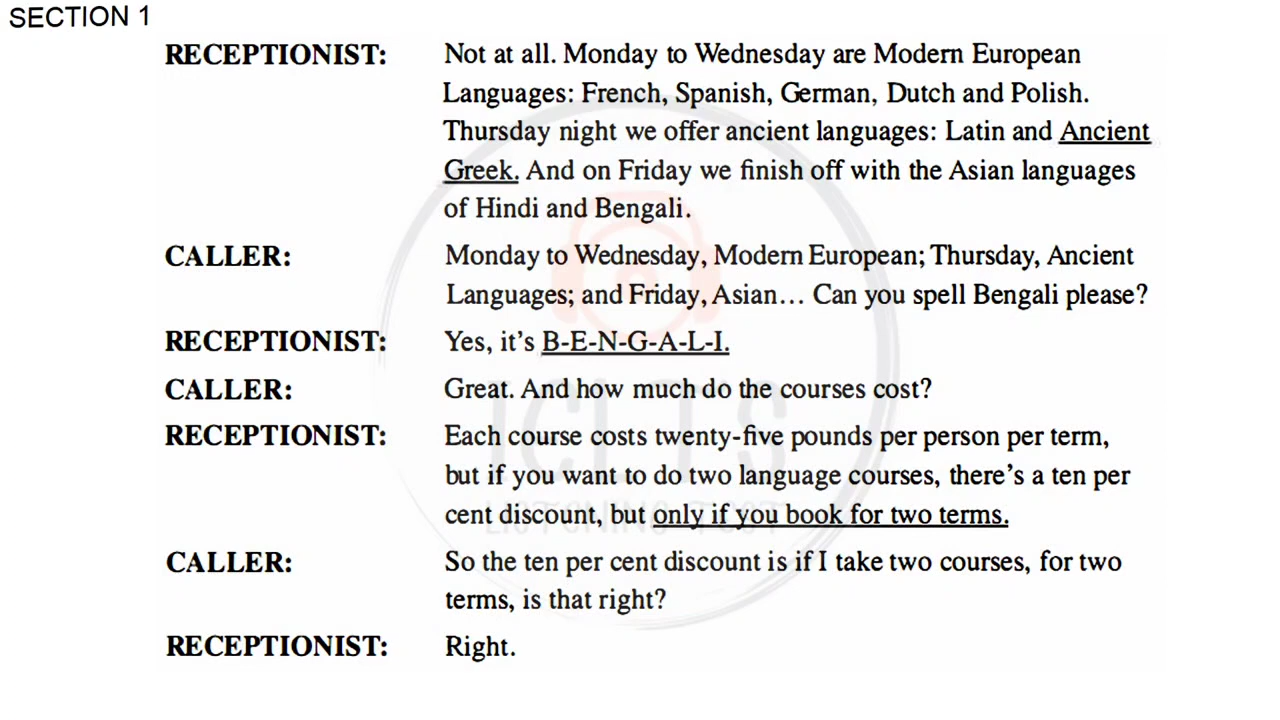 SECTION 1
RECEPTIONIST: Not at all. Monday to Wednesday are Modern European
Languages: French, Spanish, German, Dutch and Polish.
Thursday night we offer ancient languages: Latin and Ancient
Greek. And on Friday we finish off with the Asian languages
of Hindi and Bengali.
CALLER: Monday to Wednesday, Modern European; Thursday, Ancient
Languages; and Friday, Asian… Can you spell Bengali please?
RECEPTIONIST: Yes, it’s B-E-N-G-A-L-I.
CALLER: Great. And how much do the courses cost?
RECEPTIONIST: Each course costs twenty-five pounds per person per term,
but if you want to do two language courses, there’s a ten per
cent discount, but only if you book for two terms.
CALLER: So the ten per cent discount is if I take two courses, for two
terms, is that right?
RECEPTIONIST: Right.
IELTS
LISTENING TEST